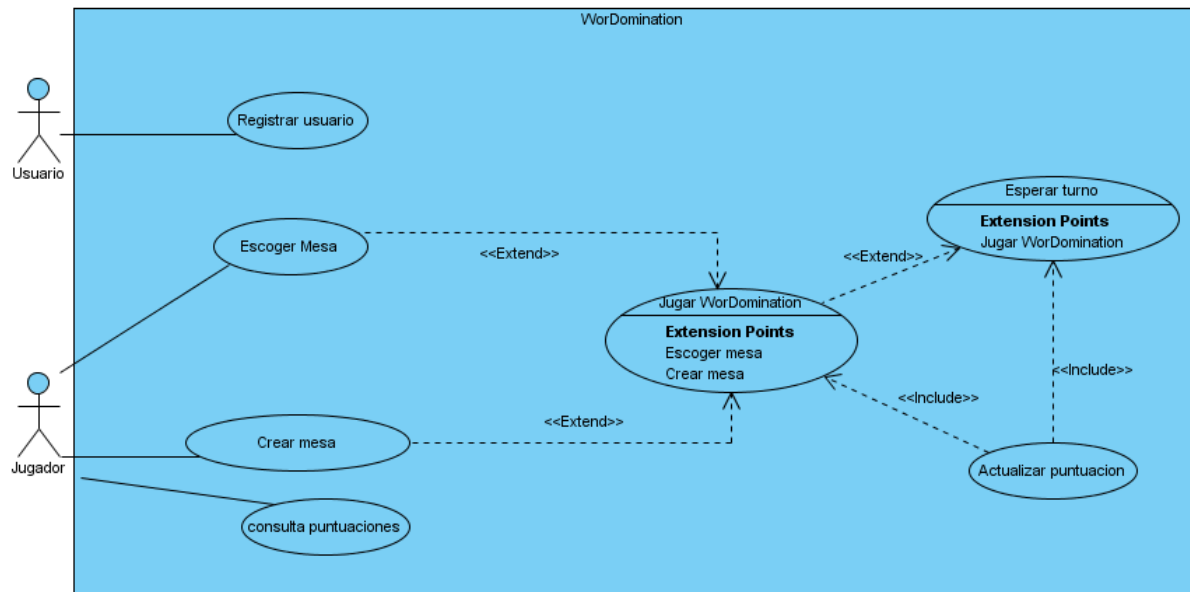 WorDomination
Usuario
Registrar usuario
Esperar turno
Extension Points
Jugar WorDomination
Escoger Mesa
<<Extend>>
<<Extend>>
Jugar WorDomination
Extension Points
Escoger mesa
Crear mesa
<<Include>>
<<Include>>
Jugador
Crear mesa
<<Extend>>
Actualizar puntuacion
consulta puntuaciones